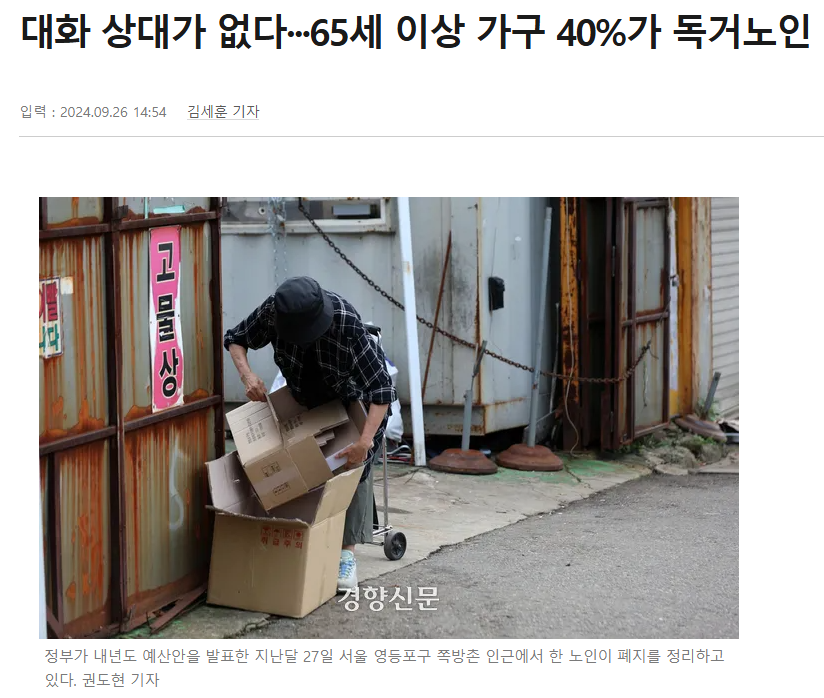 대화 상대가 없다…65세 이상 가구 40%가 독거노인
입력 : 2024.09.26 14:54 김세훈 기자
고물상
경향신문
취급주의
정부가 내년도 예산안을 발표한 지난달 27일 서울 영등포구 쪽방촌 인근에서 한 노인이 폐지를 정리하고
있다. 권도현 기자